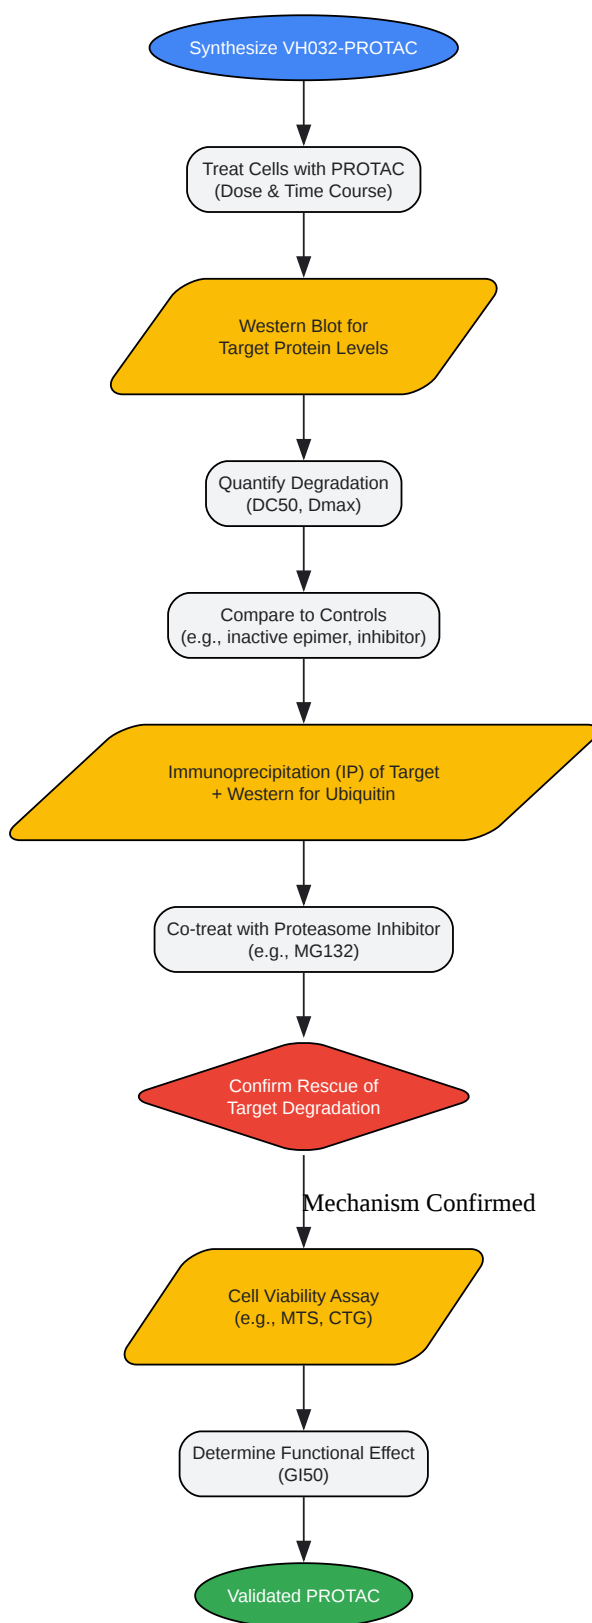 Synthesize VH032-PROTAC
Treat Cells with PROTAC
(Dose & Time Course)
Western Blot for
Target Protein Levels
Quantify Degradation
(DC50, Dmax)
Compare to Controls
(e.g., inactive epimer, inhibitor)
Immunoprecipitation (IP) of Target
+ Western for Ubiquitin
Co-treat with Proteasome Inhibitor
(e.g., MG132)
Confirm Rescue of
Target Degradation
Mechanism Confirmed
Cell Viability Assay
(e.g., MTS, CTG)
Determine Functional Effect
(GI50)
Validated PROTAC